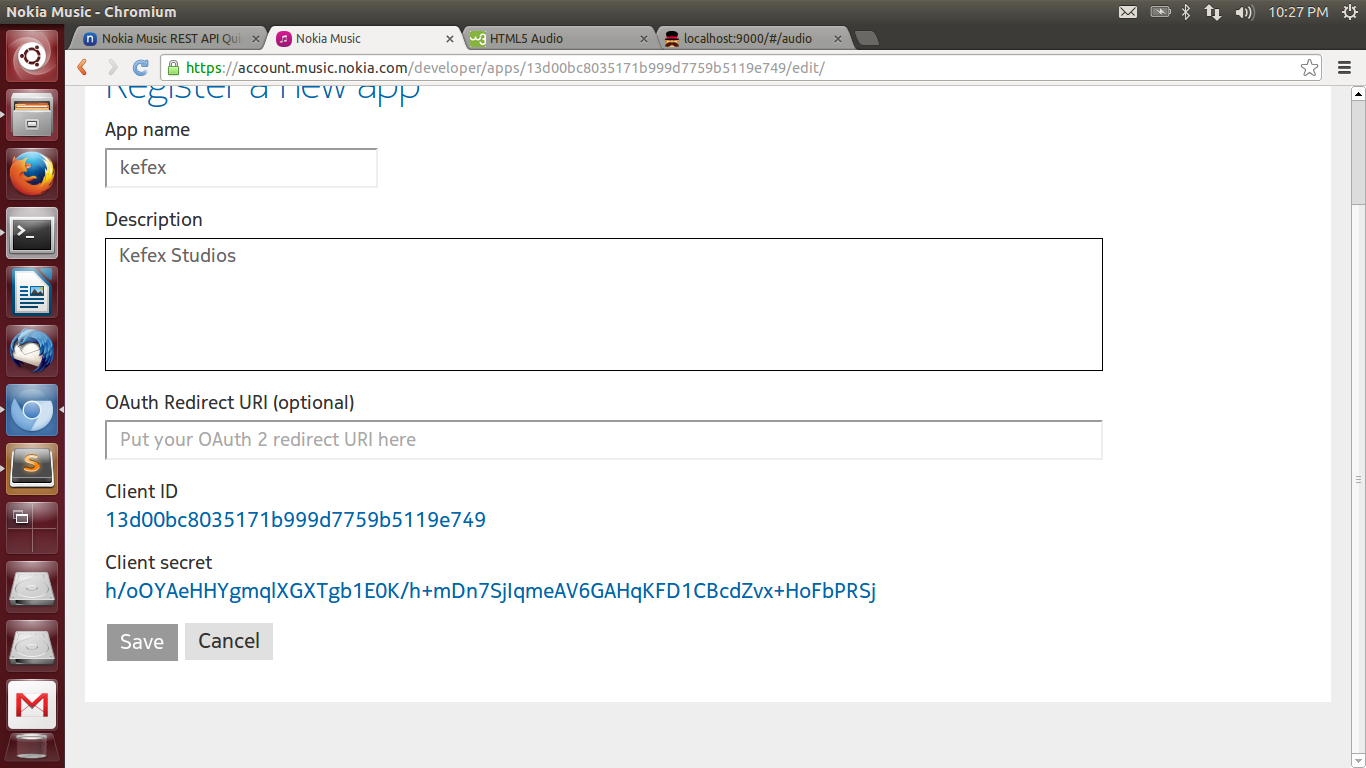 Nokia Music - Chromium
10:27 PM
Nokia Music REST API Qui
Nokia Music
HTML5 Audio
localhost:9000/#/audio
https://account.music.nokia.com/developer/apps/13d00bc8035171b999d7759b5119e749/edit/
Register a new app
App name
kefex
Description
Kefex Studios
OAuth Redirect URI (optional)
Put your OAuth 2 redirect URI here
Client ID
13d00bc8035171b999d7759b5119e749
Client secret
h/oOYAeHHYgmqlXGXTgb1E0K/h+mDn7SjIqmeAV6GAHqKFD1CBcdZvx+HoFbPRSj
Save
Cancel